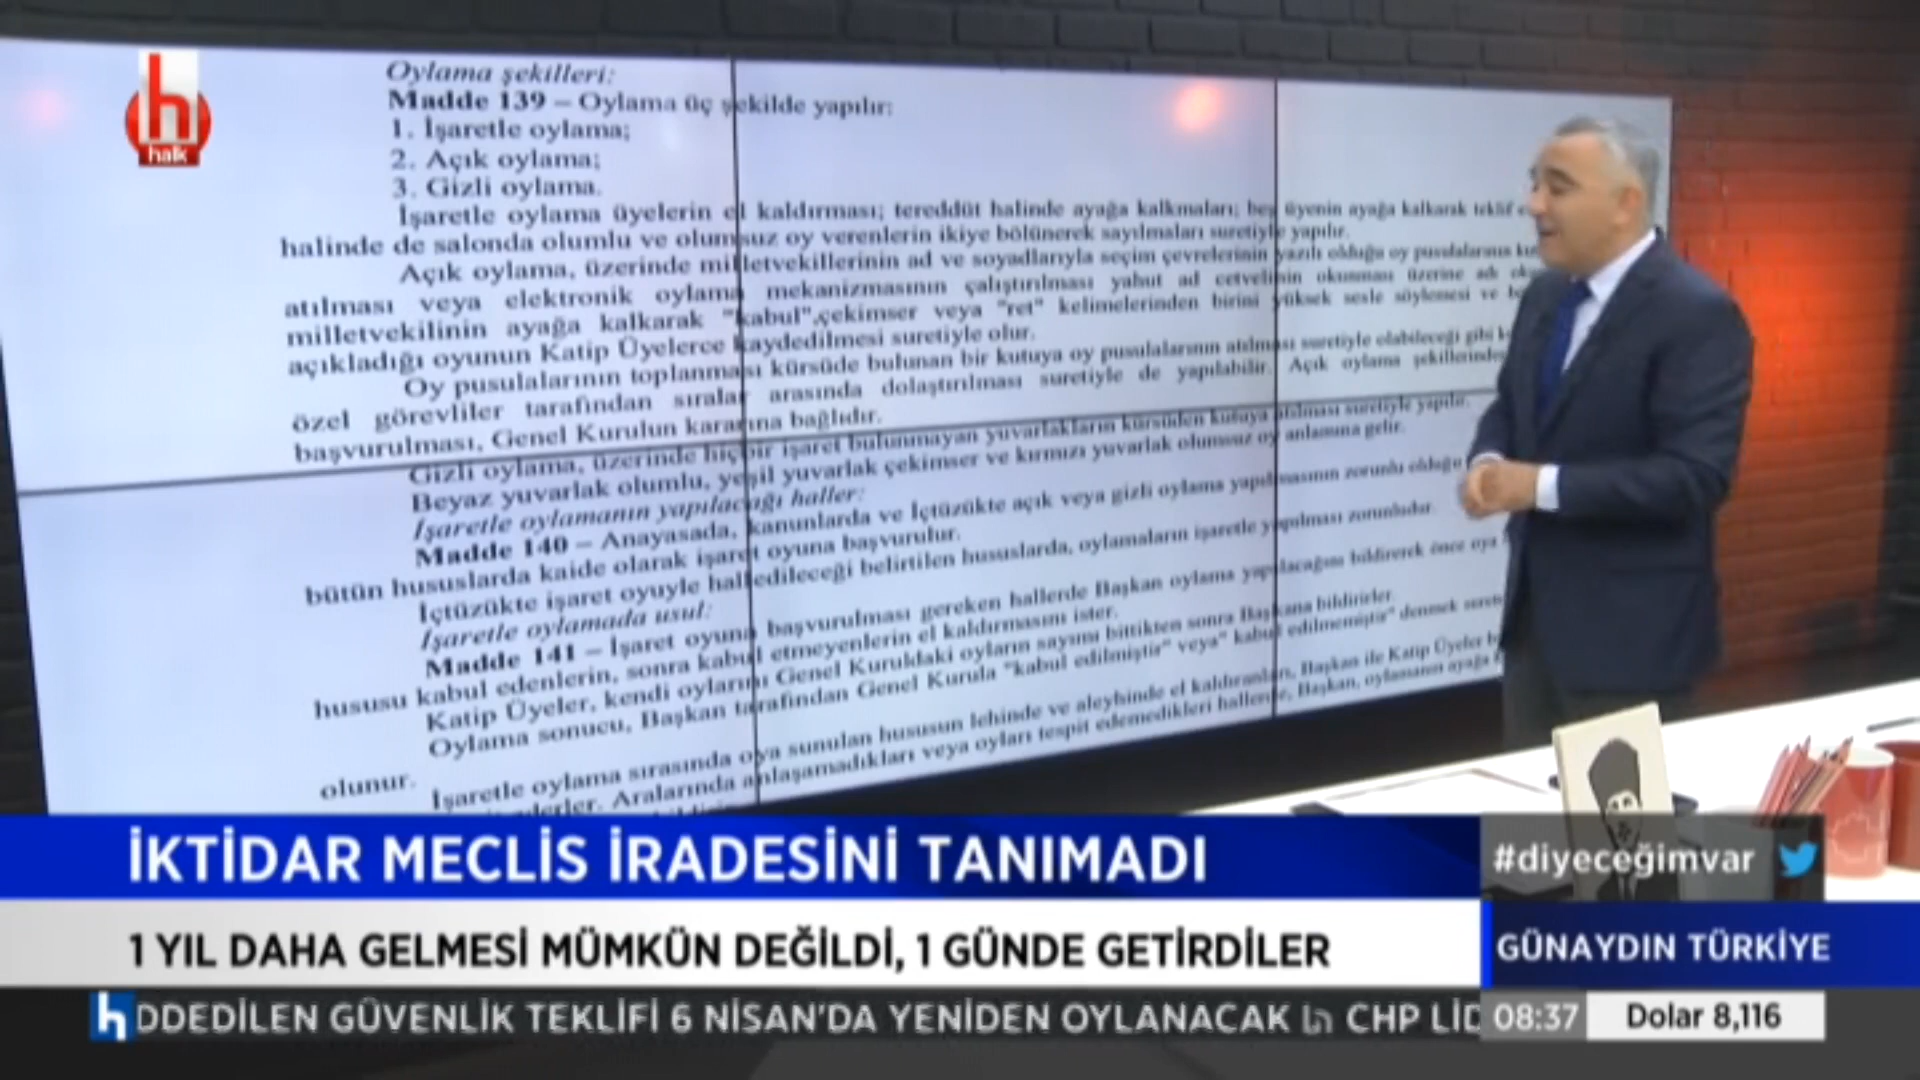 halk
Oylama şekilleri:
Madde 139 – Oylama üç şekilde yapılır:
1. İşaretle oylama;
2. Açık oylama;
3. Gizli oylama.
İşaretle oylama üyelerin el kaldırması; tereddüt halinde ayağa kalkmaları; beş üyenin ayağa kalkarak teklif
halinde de salonda olumlu ve olumsuz oy verenlerin ikiye bölünerek sayılmaları suretiyle yapılır.
Açık oylama, üzerinde milletvekillerinin ad ve soyadlarıyla seçim çevrelerinin yazılı olduğu oy pusulalarının
atılması veya elektronik oylama mekanizmasının çalıştırılması yahut ad cetvelinin okunması üzerine adı
milletvekilinin ayağa kalkarak "kabul",çekimser veya "ret" kelimelerinden birini yüksek sesle söylemesi ve
açıkladığı oyunun Katip Üyelerce kaydedilmesi suretiyle olur.
Oy pusulalarının toplanması kürsüde bulunan bir kutuya oy pusulalarının atılması suretiyle olabileceği gibi
özel görevliler tarafından sıralar arasında dolaştırılması suretiyle de yapılabilir. Açık oylama şekillerinden
başvurulması, Genel Kurulun kararına bağlıdır.
Gizli oylama, üzerinde hiçbir işaret bulunmayan yuvarlakların kürsüden kutuya atılması suretiyle yapılır.
Beyaz yuvarlak olumlu, yeşil yuvarlak çekimser ve kırmızı yuvarlak olumsuz oy anlamına gelir.
İşaretle oylamanın yapılacağı haller:
Madde 140 – Anayasada, kanunlarda ve İçtüzükte açık veya gizli oylama yapılmasının zorunlu olduğu
bütün hususlarda kaide olarak işaret oyuna başvurulur.
İçtüzükte işaret oyuyle halledileceği belirtilen hususlarda, oylamaların işaretle yapılması zorunludur.
İşaretle oylamada usul:
Madde 141 – İşaret oyuna başvurulması gereken hallerde Başkan oylama yapılacağını bildirerek önce oya
hususu kabul edenlerin, sonra kabul etmeyenlerin el kaldırmasını ister.
Katip Üyeler, kendi oylarını Genel Kuruldaki oyların sayımı bittikten sonra Başkana bildirirler.
Oylama sonucu, Başkan tarafından Genel Kurula "kabul edilmiştir" veya" kabul edilmemiştir" denmek
olunur.
İşaretle oylama sırasında oya sunulan hususun lehinde ve aleyhinde el kaldıranları, Başkan ile Katip Üyeler
Aralarında anlaşamadıkları veya oyları tespit edemedikleri hallerde, Başkan, oylamanın ayağa
İKTİDAR MECLİS İRADESİNİ TANIMADI
#diyeceğimvar
1 YIL DAHA GELMESİ MÜMKÜN DEĞİLDİ, 1 GÜNDE GETİRDİLER
GÜNAYDIN TÜRKİYE
DDEDİLEN GÜVENLİK TEKLİFİ 6 NİSAN'DA YENİDEN OYLANACAK CHP LİD
08:37 Dolar 8,116